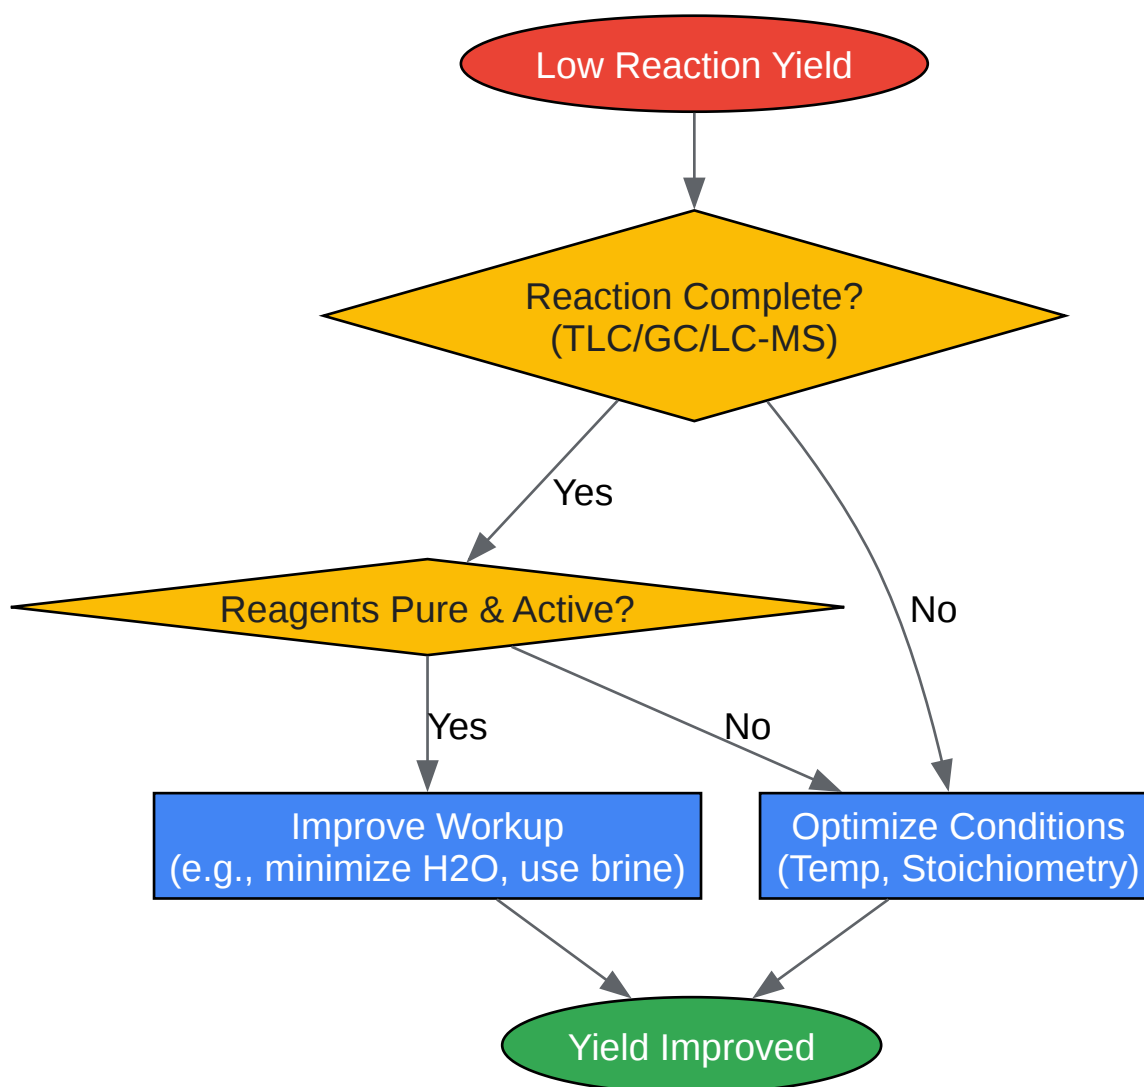 Low Reaction Yield
Reaction Complete?
(TLC/GC/LC-MS)
Yes
No
Reagents Pure & Active?
Yes
No
Improve Workup
(e.g., minimize H2O, use brine)
Optimize Conditions
(Temp, Stoichiometry)
Yield Improved